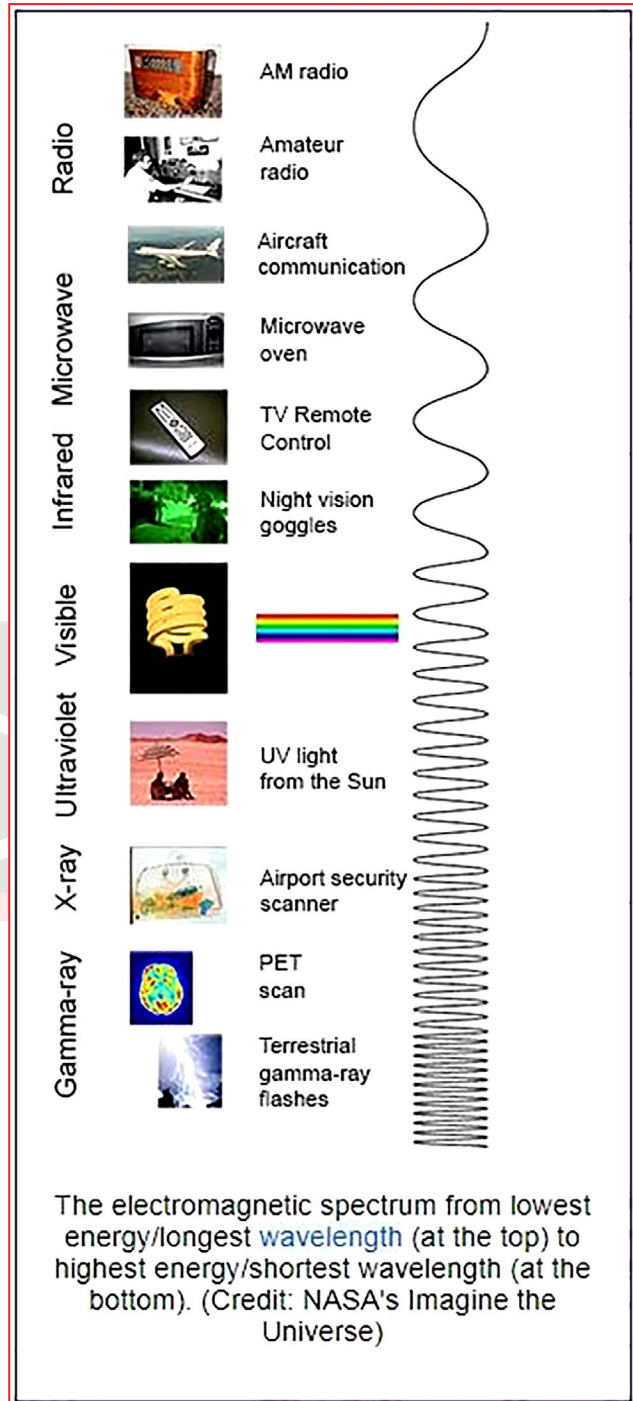 Radio
AM radio
Amateur
radio
Aircraft
communication
Microwave
Microwave
oven
Infrared
TV Remote
Control
Night vision
goggles
Visible
Ultraviolet
UV light
from the Sun
X-ray
Airport security
scanner
Gamma-ray
PET
scan
Terrestrial
gamma-ray
flashes
The electromagnetic spectrum from lowest
energy/longest wavelength (at the top) to
highest energy/shortest wavelength (at the
bottom). (Credit: NASA's Imagine the
Universe)